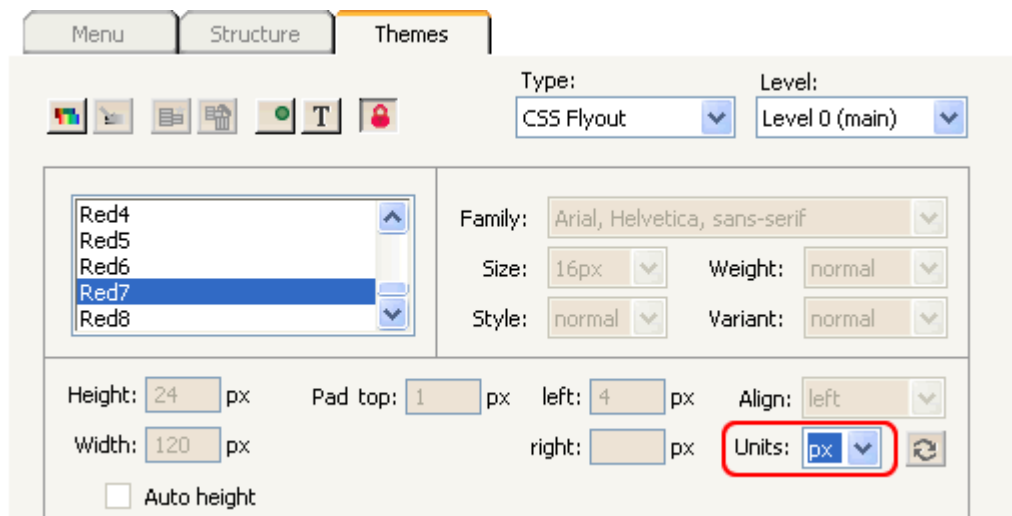 Menu Structure Themes
Type: Level:
T CSS Flyout Level 0 (main)
Red4
Red5
Red6
Red7
Red8
Family: Arial, Helvetica, sans-serif
Size: 16px Weight: normal
Style: normal Variant: normal
Height: 24 px Pad top: 1 px left: 4 px Align: left
Width: 120 px right: px Units: px
Auto height